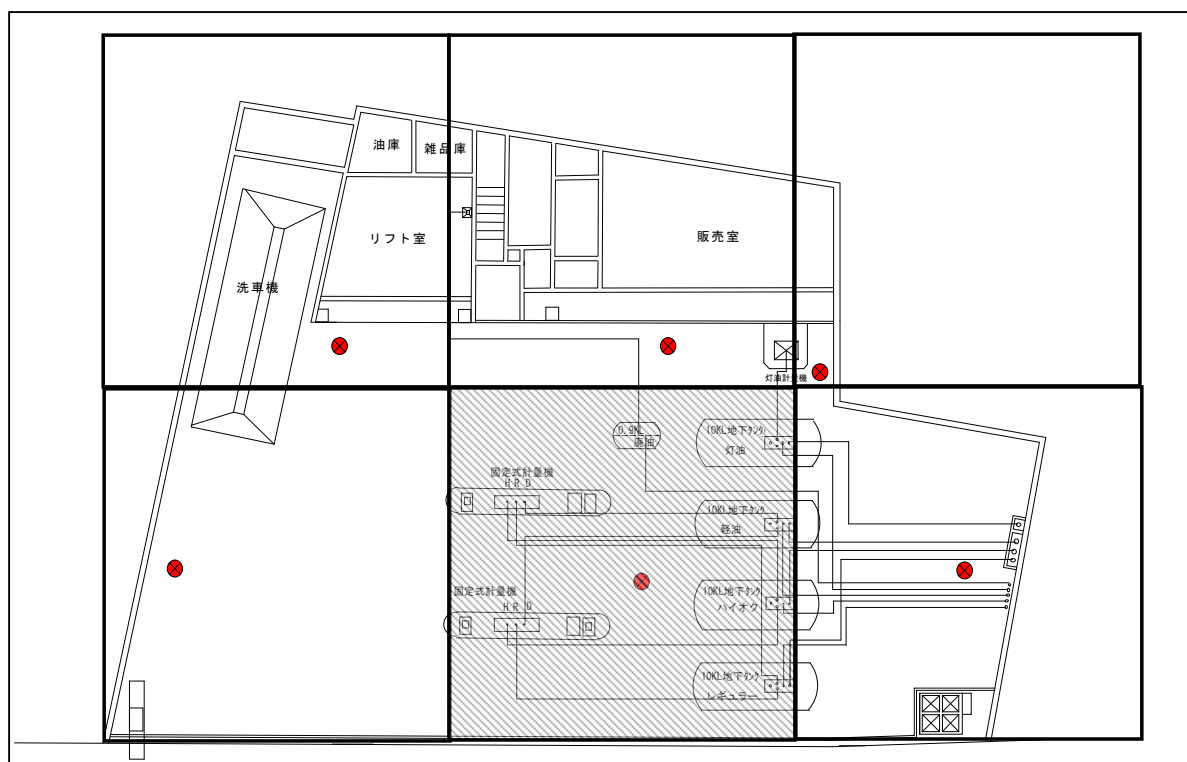 油庫
雑品庫
リフト室
販売室
洗車機
灯油計量機
0.9KL
廃油
10KL地下タンク
灯油
固定式計量機
H R D
10KL地下タンク
軽油
固定式計量機
H R D
10KL地下タンク
ハイオク
10KL地下タンク
レギュラー